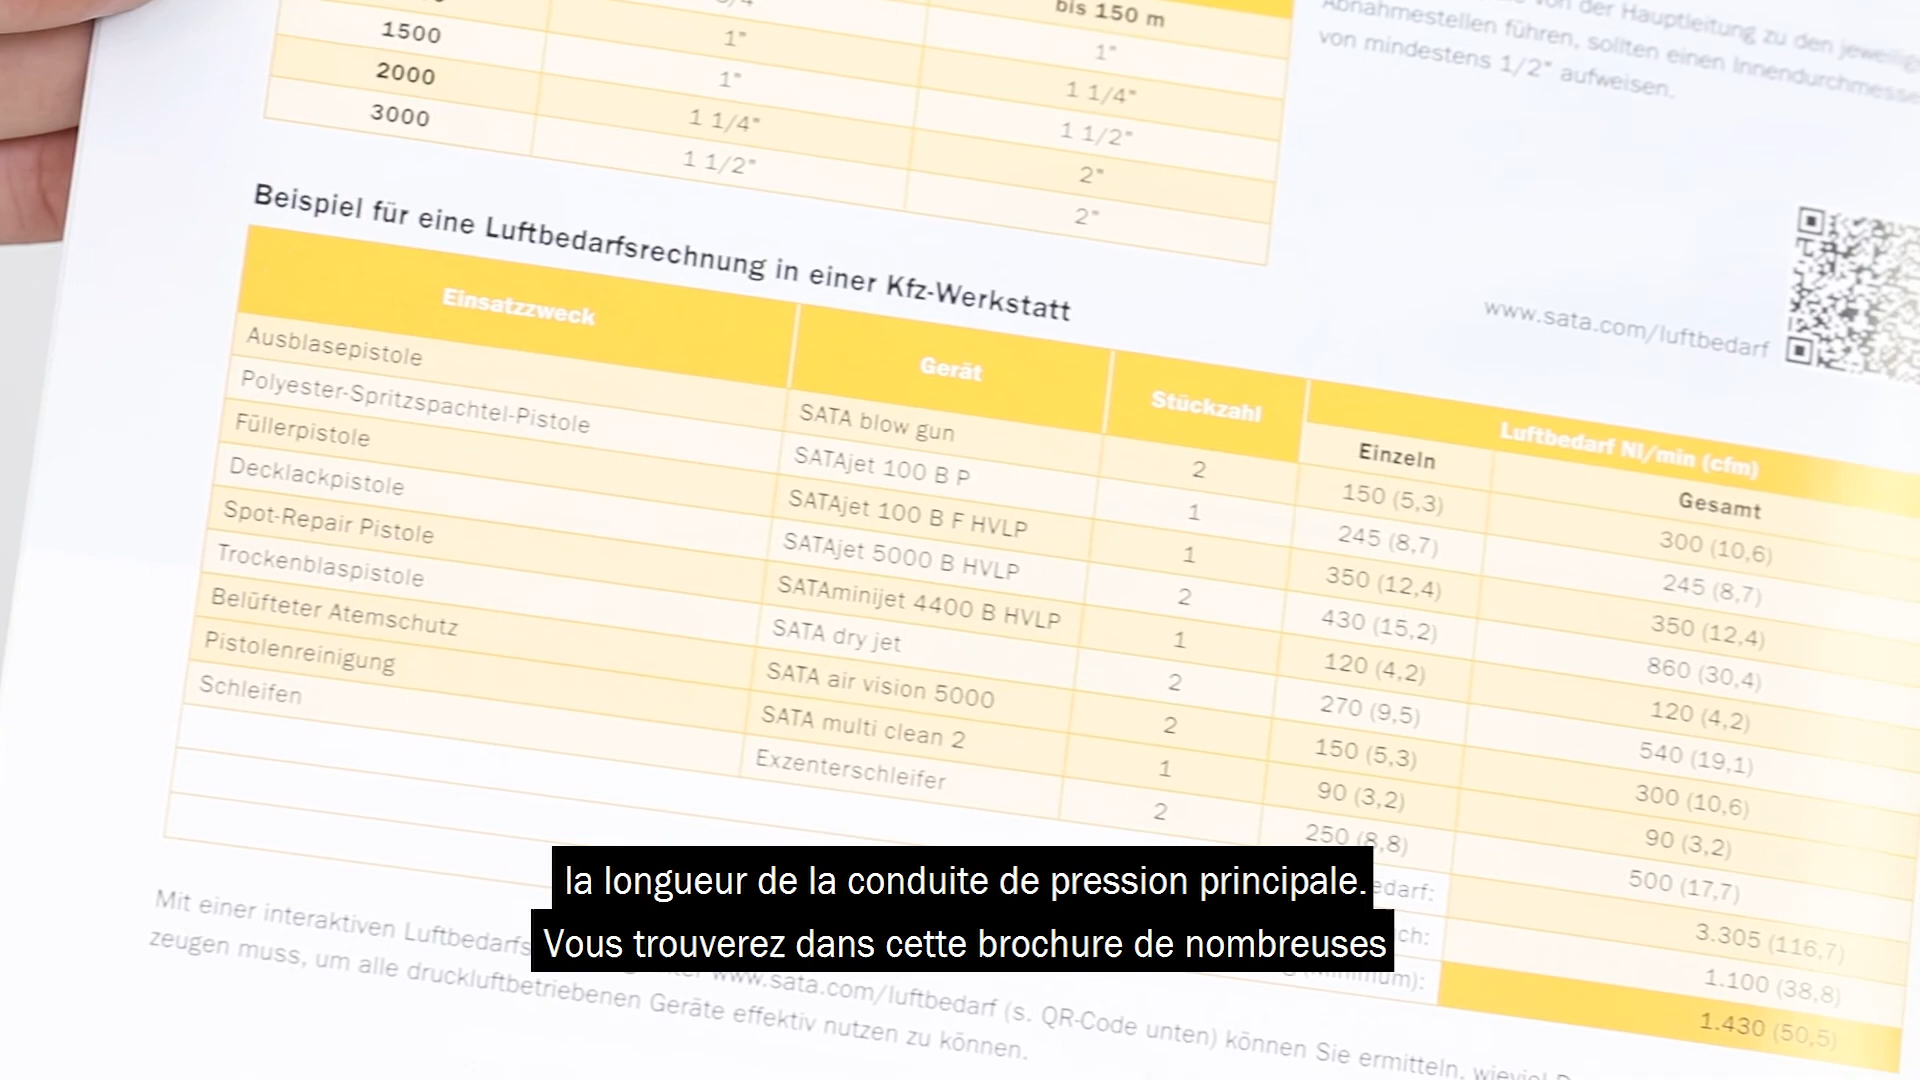 bis 150 m
von der Hauptleitung zu den
Abnahmestellen führen, sollten einen
von mindestens 1/2" aufweisen.
1500 1" 1"
2000 1" 1 1/4"
3000 1 1/4" 1 1/2"
1 1/2" 2"
2"
Beispiel für eine Luftbedarfsrechnung in einer Kfz-Werkstatt
www.sata.com/luftbedarf
Einsatzzweck Gerät Stückzahl Luftbedarf Nl/min (cfm)
Einzeln Gesamt
Ausblasepistole SATA blow gun 2 150 (5,3) 300 (10,6)
Polyester-Spritzspachtel-Pistole SATAjet 100 B P 1 245 (8,7) 245 (8,7)
Füllerpistole SATAjet 100 B F HVLP 1 350 (12,4) 350 (12,4)
Decklackpistole SATAjet 5000 B HVLP 2 430 (15,2) 860 (30,4)
Spot-Repair Pistole SATAminijet 4400 B HVLP 1 120 (4,2) 120 (4,2)
Trockenblaspistole SATA dry jet 2 270 (9,5) 540 (19,1)
Belüfteter Atemschutz SATA air vision 5000 2 150 (5,3) 300 (10,6)
Pistolenreinigung SATA multi clean 2 1 90 (3,2) 90 (3,2)
Schleifen Exzenterschleifer 2 250 (8,8) 500 (17,7)
3.305 (116,7)
1.100 (38,8)
1.430 (50,5)
la longueur de la conduite de pression principale.
Vous trouverez dans cette brochure de nombreuses
Mit einer interaktiven www.sata.com/luftbedarf (s. QR-Code unten) können Sie ermitteln, wieviel
zeugen muss, um alle druckluftbetriebenen Geräte effektiv nutzen zu können.